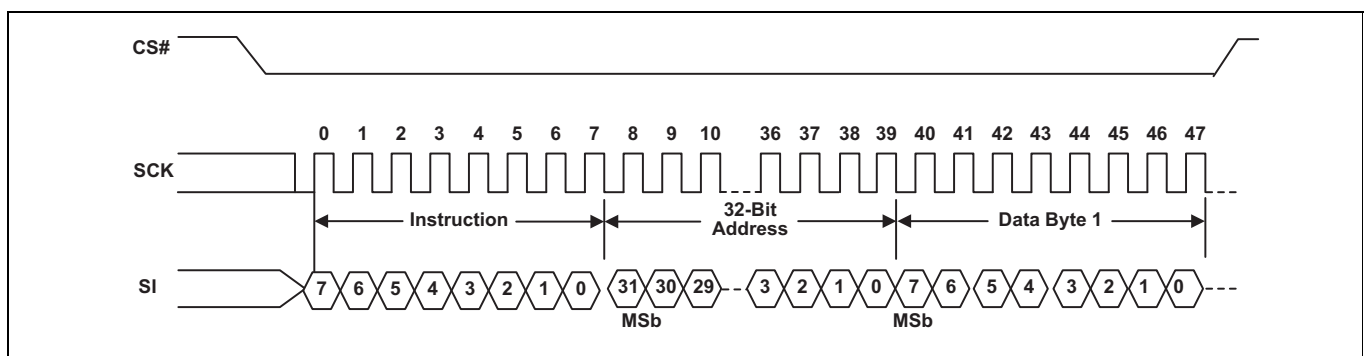 CS#
0 1 2 3 4 5 6 7 8 9 10 36 37 38 39 40 41 42 43 44 45 46 47
SCK
Instruction 32-Bit Address Data Byte 1
SI 7 6 5 4 3 2 1 0 31 30 29 3 2 1 0 7 6 5 4 3 2 1 0
MSb MSb